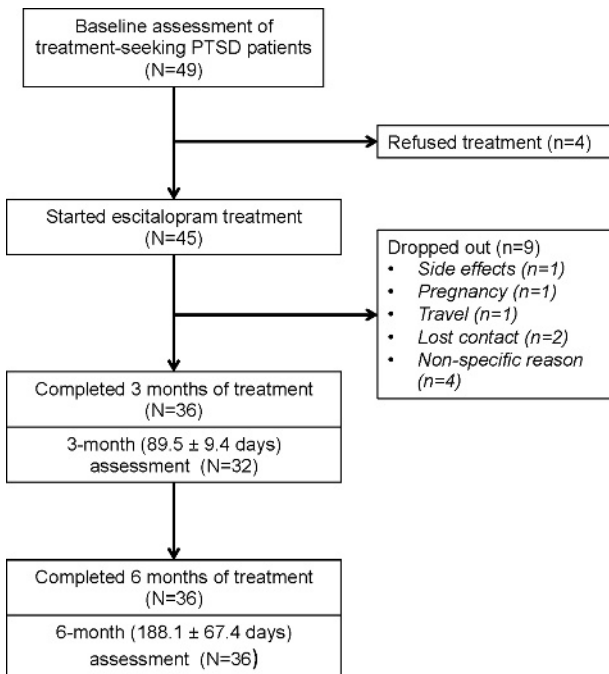 Baseline assessment of
treatment-seeking PTSD patients
(N=49)
Refused treatment (n=4)
Started escitalopram treatment
(N=45)
Dropped out (n=9)
• Side effects (n=1)
• Pregnancy (n=1)
• Travel (n=1)
• Lost contact (n=2)
• Non-specific reason
(n=4)
Completed 3 months of treatment
(N=36)
3-month (89.5 ± 9.4 days)
assessment (N=32)
Completed 6 months of treatment
(N=36)
6-month (188.1 ± 67.4 days)
assessment (N=36)